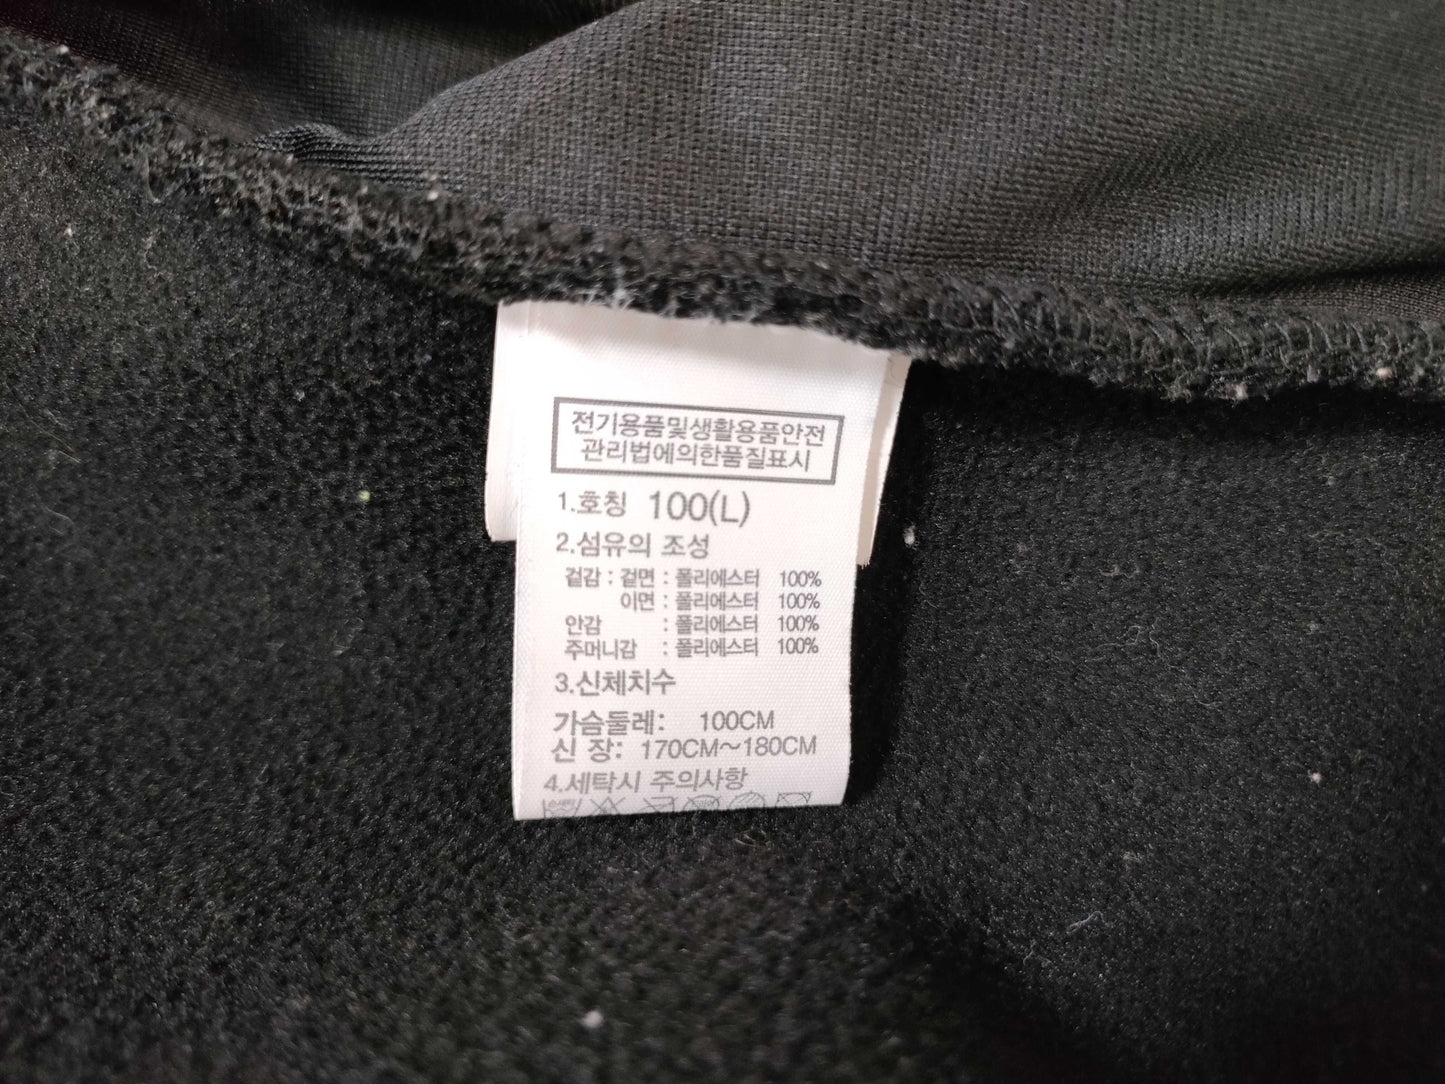 전기용품및생활용품안전
관리법에의한품질표시
1.호칭 100(L)
2.섬유의 조성
겉감 : 겉면 : 폴리에스터 100%
이면 : 폴리에스터 100%
안감 : 폴리에스터 100%
주머니감 : 폴리에스터 100%
3.신체치수
가슴둘레: 100CM
신 장: 170CM~180CM
4.세탁시 주의사항